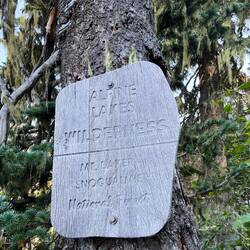 ALPINE
LAKES
WILDERNESS
MT. BAKER
SNOQUALMIE
National Forest